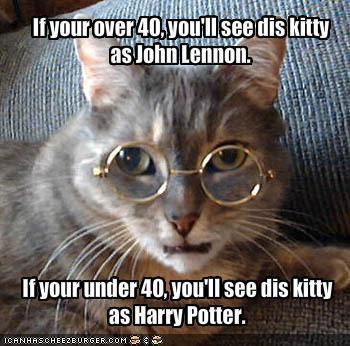 If your over 40, you'll see dis kitty
as John Lennon.
If your under 40, you'll see dis kitty
as Harry Potter.
ICANHASCHEEZBURGER.COM